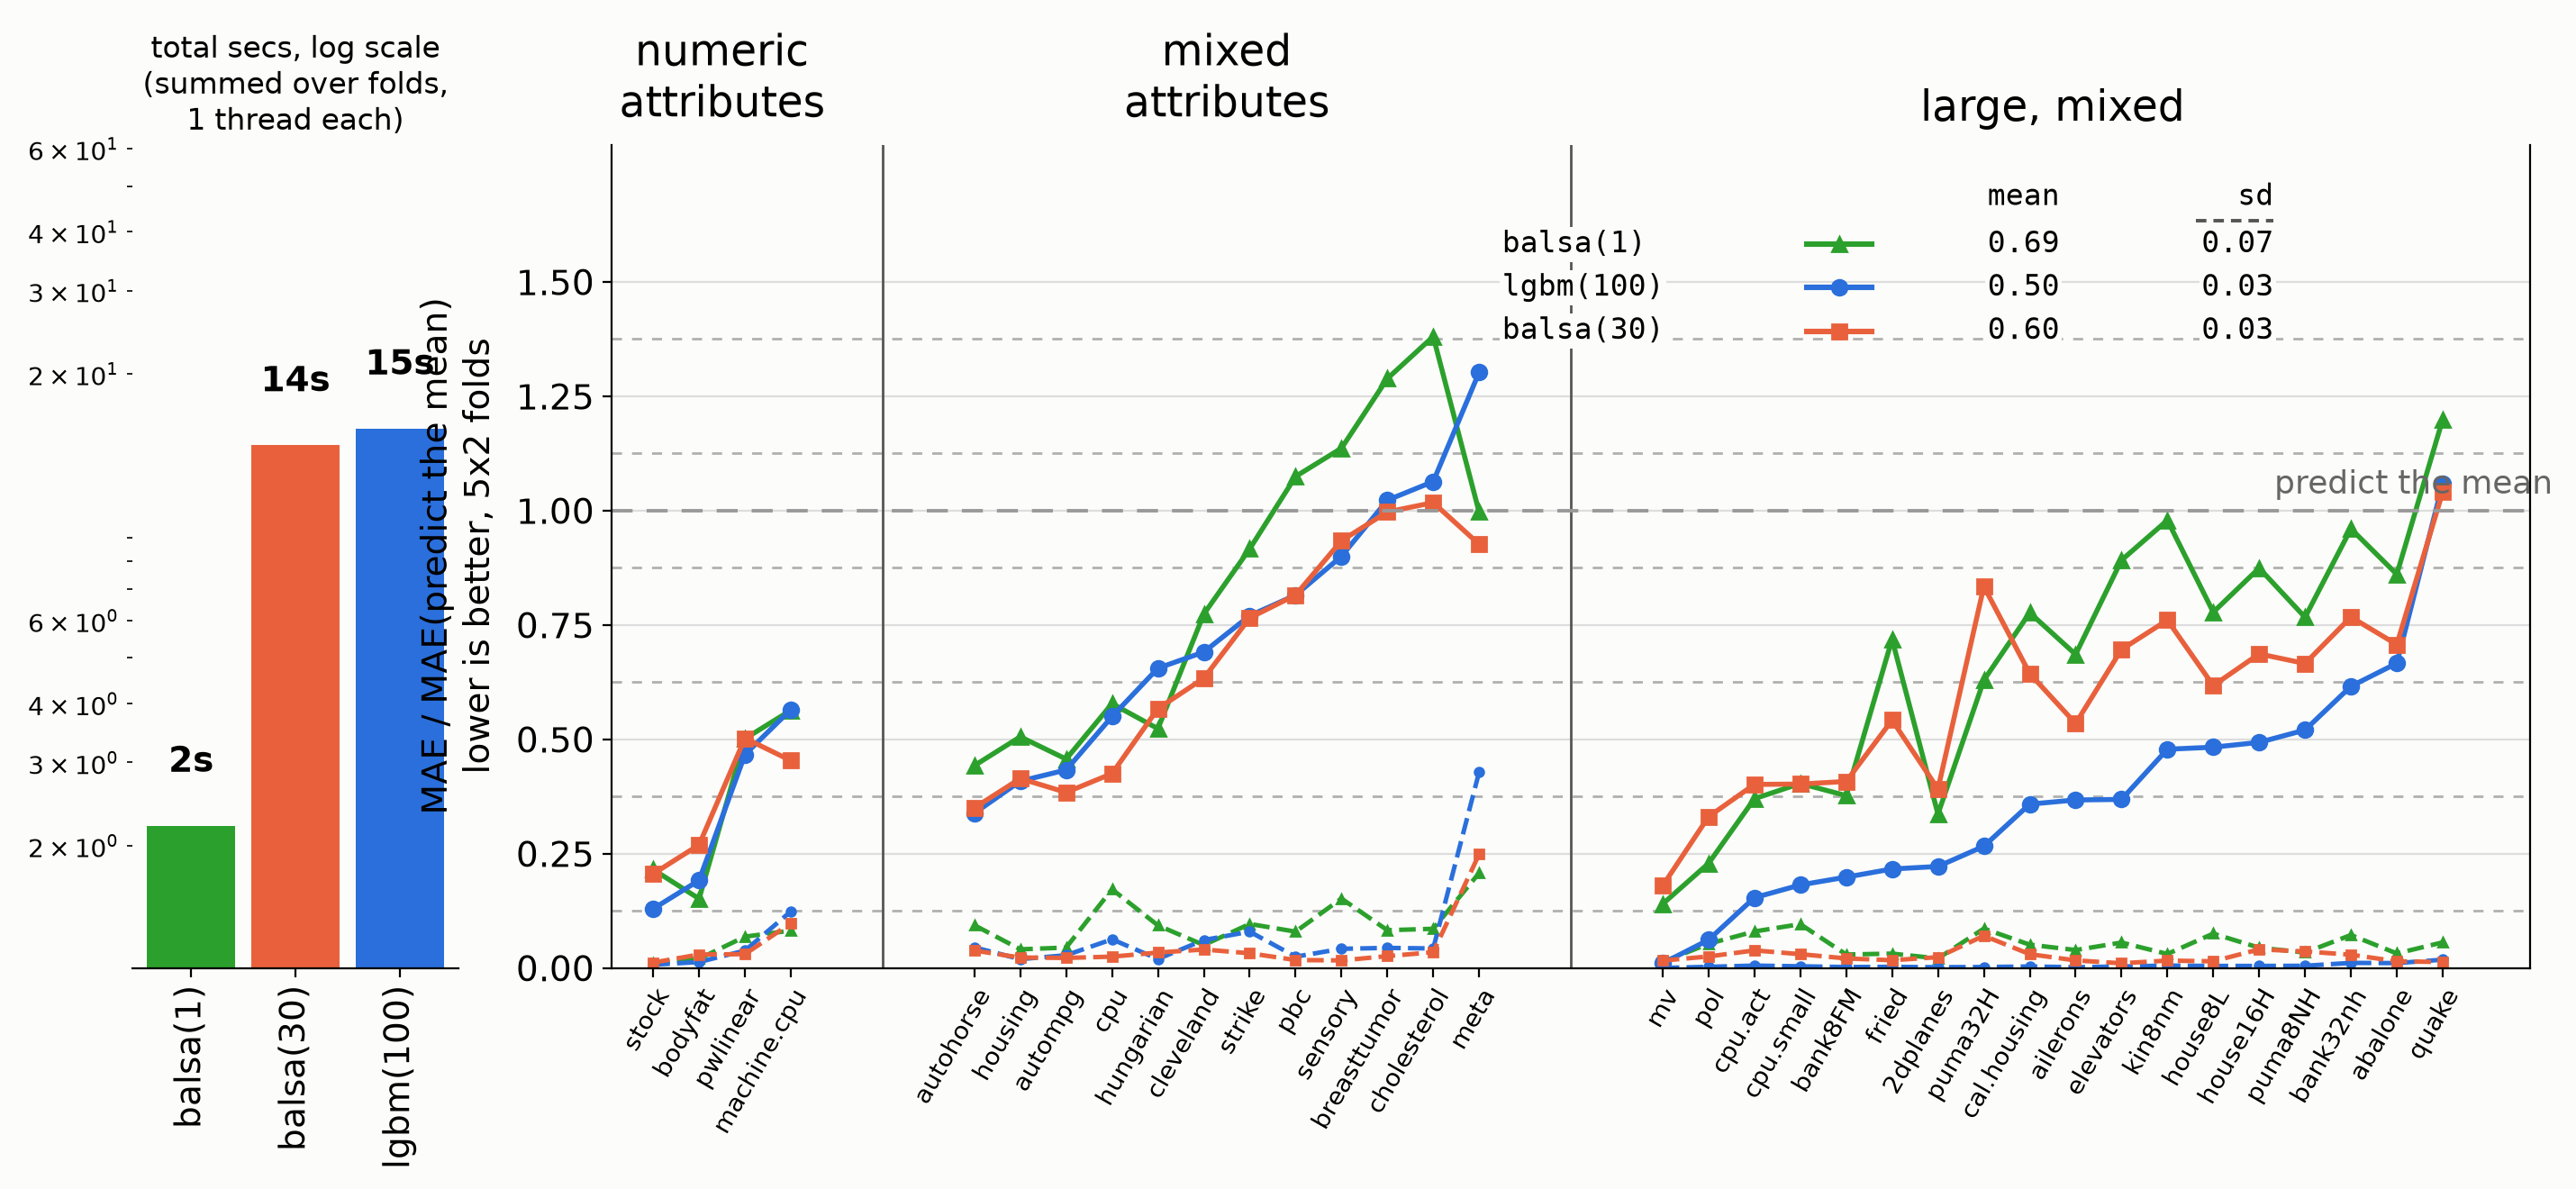 total secs, log scale
(summed over folds,
1 thread each)
6 × 10¹
4 × 10¹
3 × 10¹
2 × 10¹
6 × 10⁰
4 × 10⁰
3 × 10⁰
2 × 10⁰
2s
14s
15s
balsa(1)
balsa(30)
lgbm(100)
MAE / MAE(predict the mean)
lower is better, 5x2 folds
numeric
attributes
mixed
attributes
large, mixed
1.50
1.25
1.00
0.75
0.50
0.25
0.00
mean sd
balsa(1) 0.69 0.07
lgbm(100) 0.50 0.03
balsa(30) 0.60 0.03
predict the mean
stock
bodyfat
pwlinear
machine.cpu
autohorse
housing
autompg
cpu
hungarian
cleveland
strike
pbc
sensory
breasttumor
cholesterol
meta
mv
pol
cpu.act
cpu.small
bank8FM
fried
2dplanes
puma32H
cal.housing
ailerons
elevators
kin8nm
house8L
house16H
puma8NH
bank32nh
abalone
quake